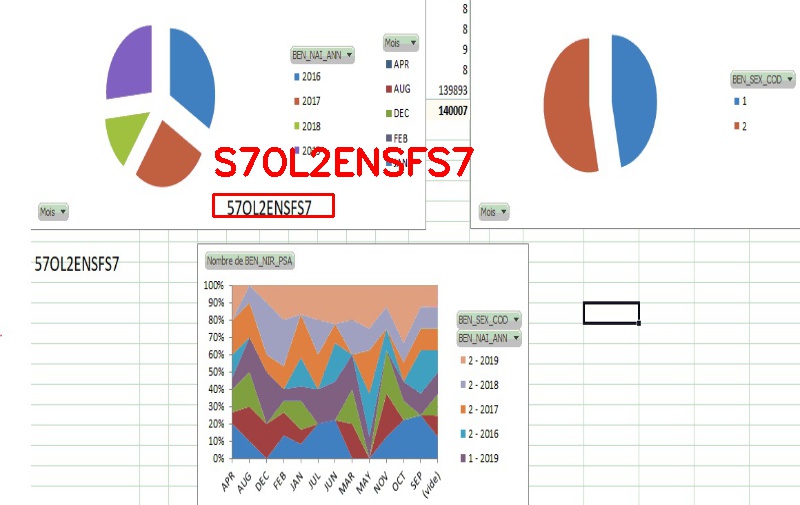 8
8
9
8
139893
140007
BEN_NAI_ANN
2016
2017
2018
Mois
APR
AUG
DEC
FEB
BEN_SEX_COD
1
2
S7OL2ENSFS7
57OL2ENSFS7
Mois
Mois
57OL2ENSFS7
Nombre de BEN_NIR_PSA
100%
90%
80%
70%
60%
50%
40%
30%
20%
10%
0%
APR
AUG
DEC
FEB
JAN
JUL
JUN
MAR
MAY
NOV
OCT
SEP
(vide)
BEN_SEX_COD
BEN_NAI_ANN
2 - 2019
2 - 2018
2 - 2017
2 - 2016
1 - 2019